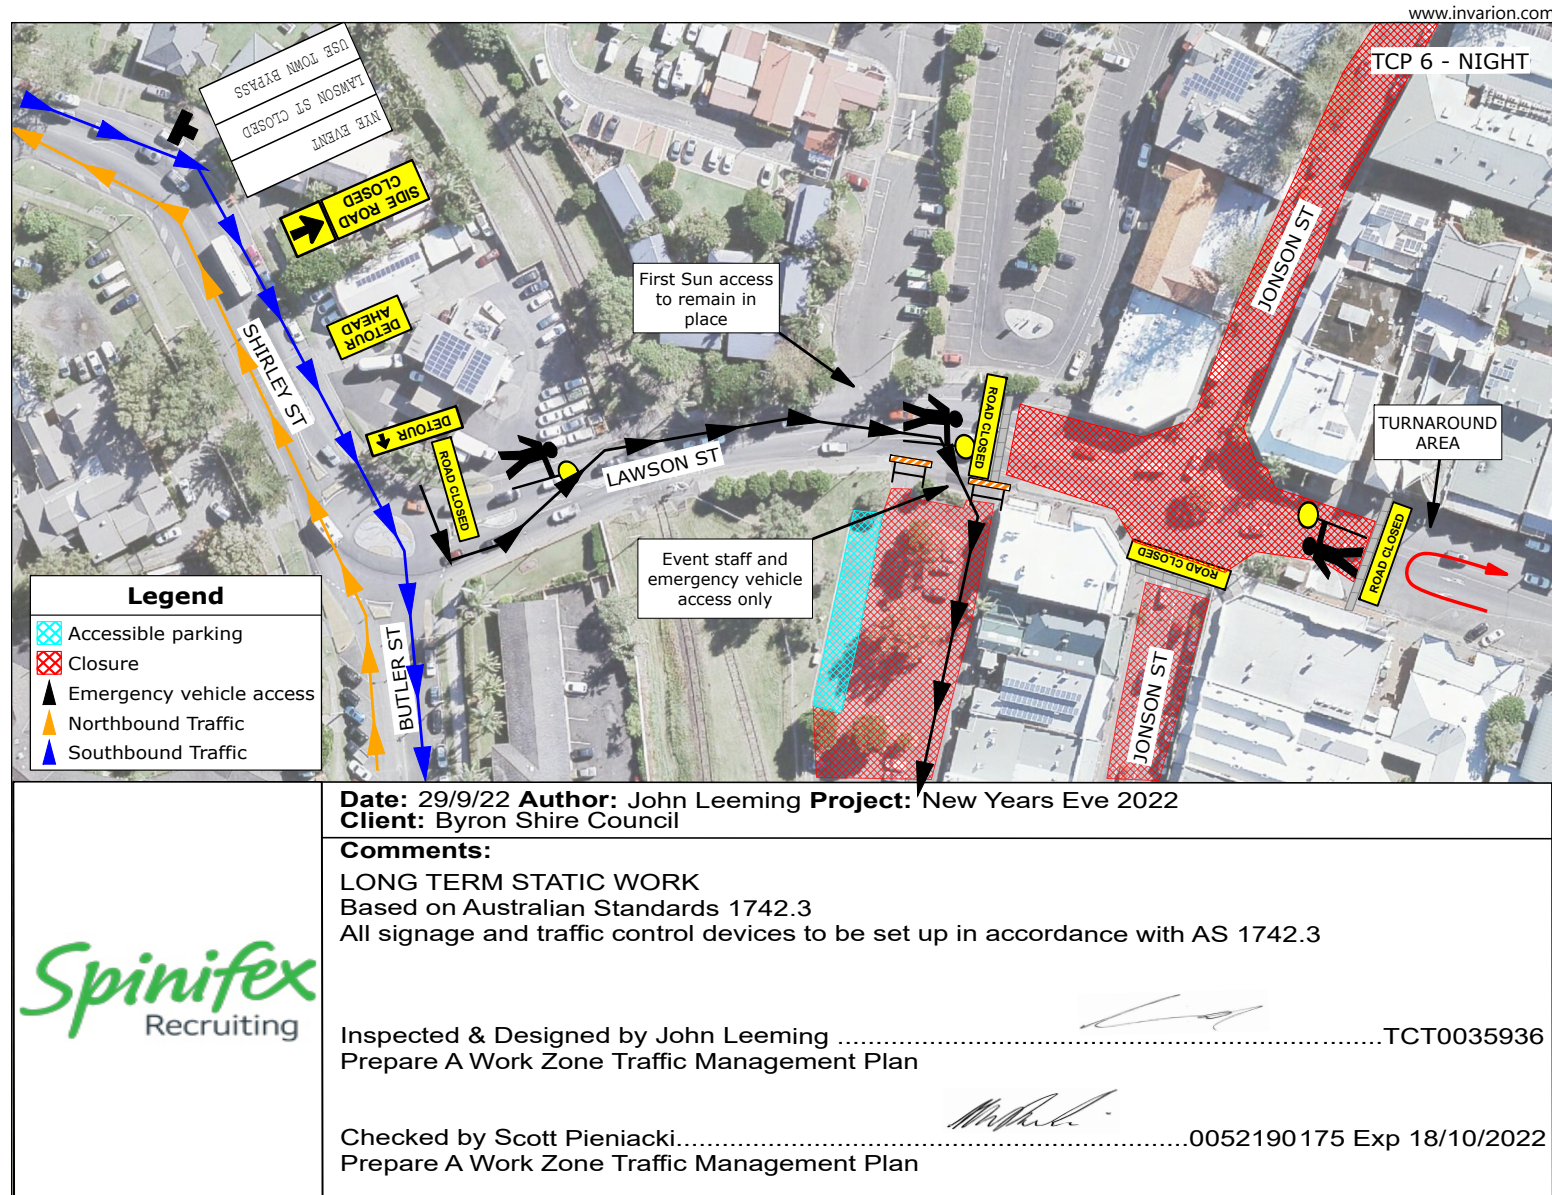 www.invarion.com
TCP 6 - NIGHT
USE TOWN BYPASS
LAWSON ST CLOSED
NYE EVENT
SIDE ROAD
CLOSED
DETOUR
AHEAD
SHIRLEY ST
DETOUR
ROAD CLOSED
LAWSON ST
First Sun access
to remain in
place
ROAD CLOSED
JONSON ST
TURNAROUND
AREA
ROAD CLOSED
ROAD CLOSED
Event staff and
emergency vehicle
access only
BUTLER ST
JONSON ST
Legend
Accessible parking
Closure
Emergency vehicle access
Northbound Traffic
Southbound Traffic
Date: 29/9/22 Author: John Leeming Project: New Years Eve 2022
Client: Byron Shire Council
Comments:
LONG TERM STATIC WORK
Based on Australian Standards 1742.3
All signage and traffic control devices to be set up in accordance with AS 1742.3
Spinifex
Recruiting
Inspected & Designed by John Leeming ................................................................................TCT0035936
Prepare A Work Zone Traffic Management Plan
Checked by Scott Pieniacki...........................................................................0052190175 Exp 18/10/2022
Prepare A Work Zone Traffic Management Plan